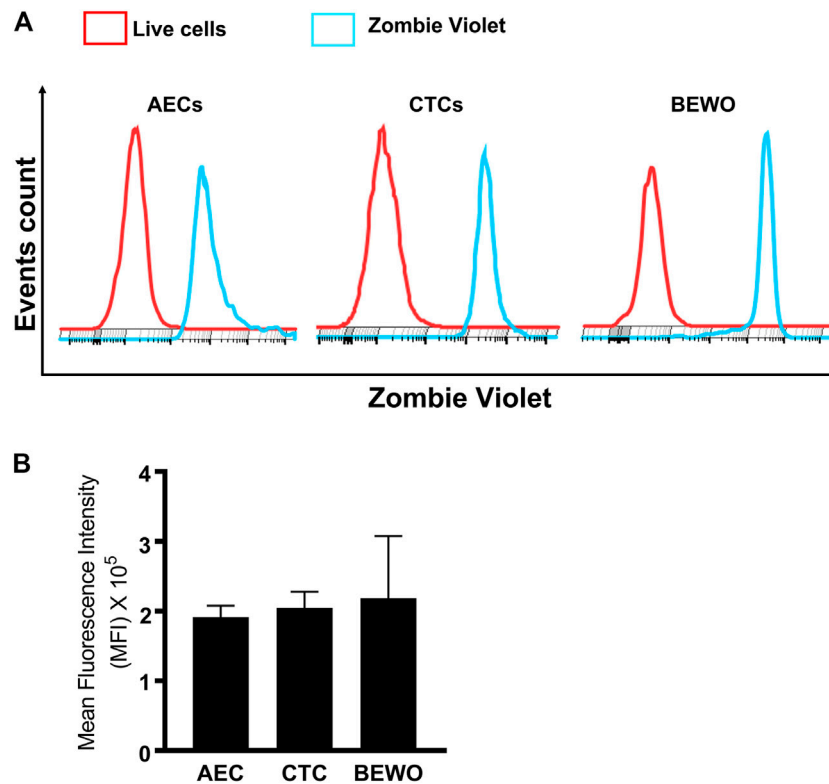 A
Live cells
Zombie Violet
AECs
CTCs
BEWO
Events count
Zombie Violet
B
Mean Fluorescence Intensity
(MFI) X 10⁵
4
3
2
1
0
AEC
CTC
BEWO